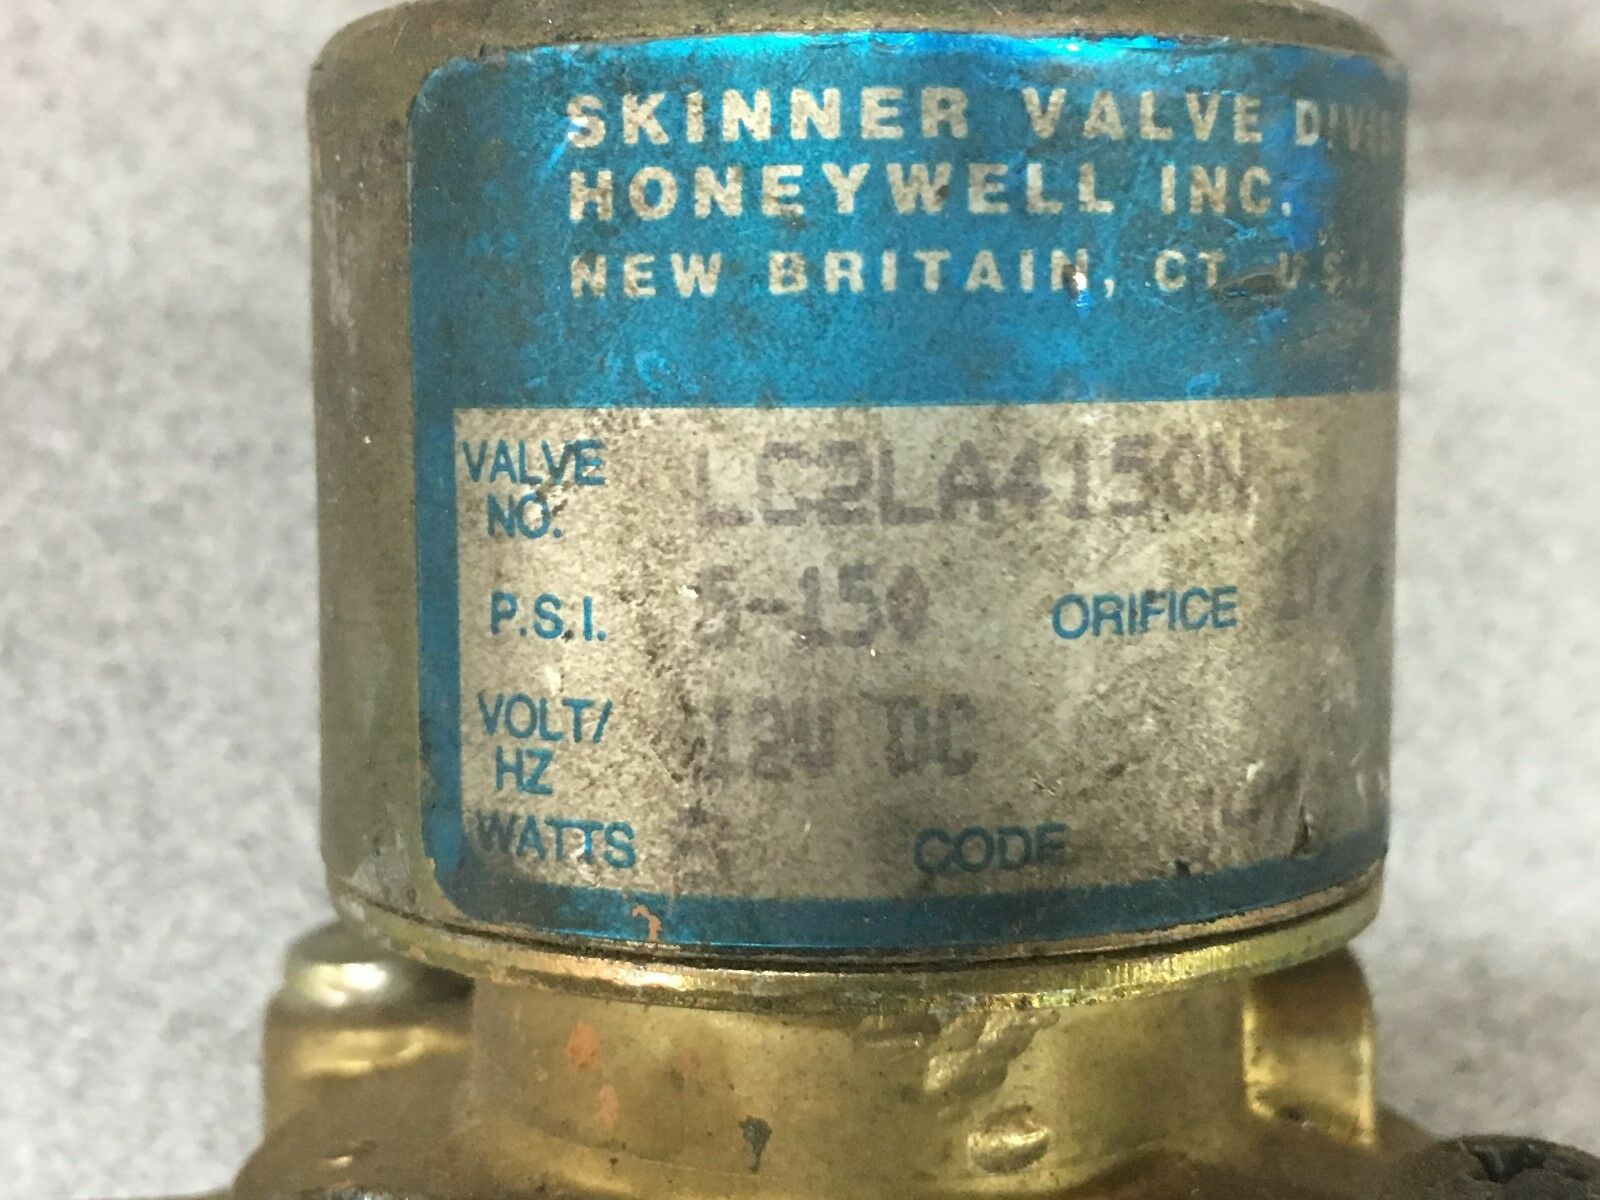 SKINNER VALVE
HONEYWELL INC.
NEW BRITAIN, CT. U.S.A
VALVE NO. LC2LA4150N
P.S.I. 5-150 ORIFICE
VOLT/ HZ 12V DC
WATTS CODE